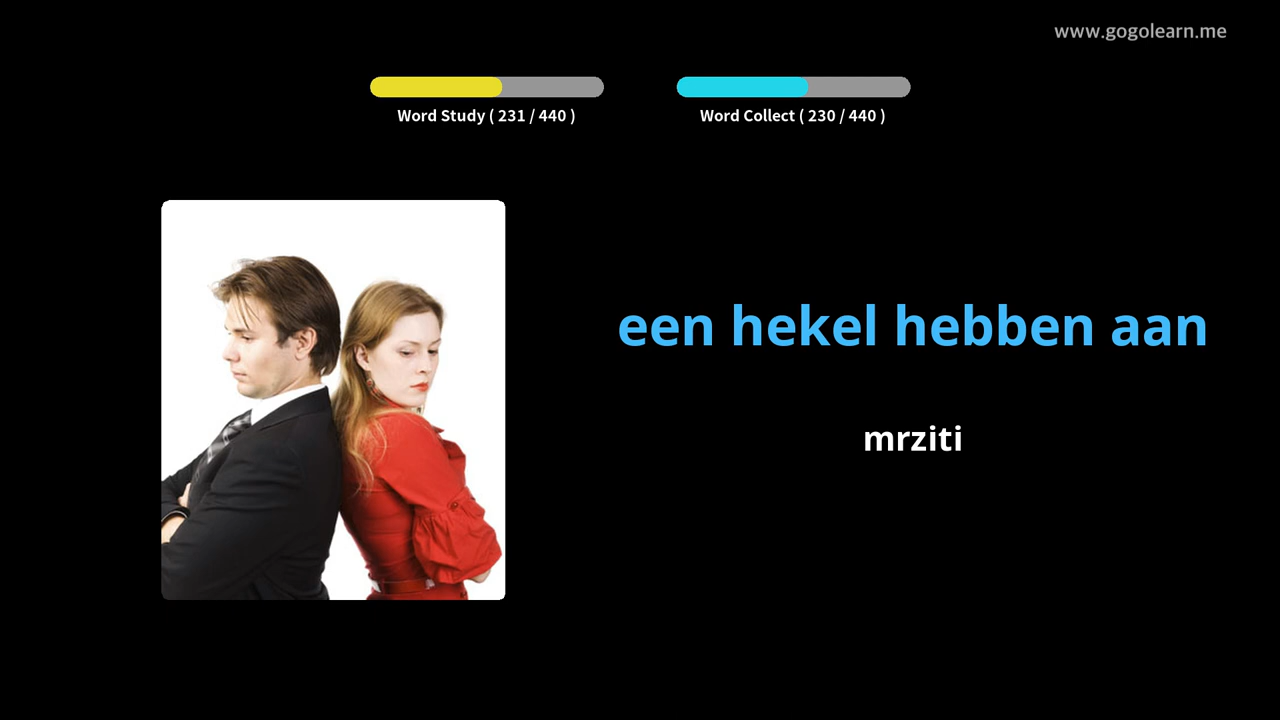 www.gogolearn.me
Word Study ( 231 / 440 )
Word Collect ( 230 / 440 )
een hekel hebben aan
mrziti